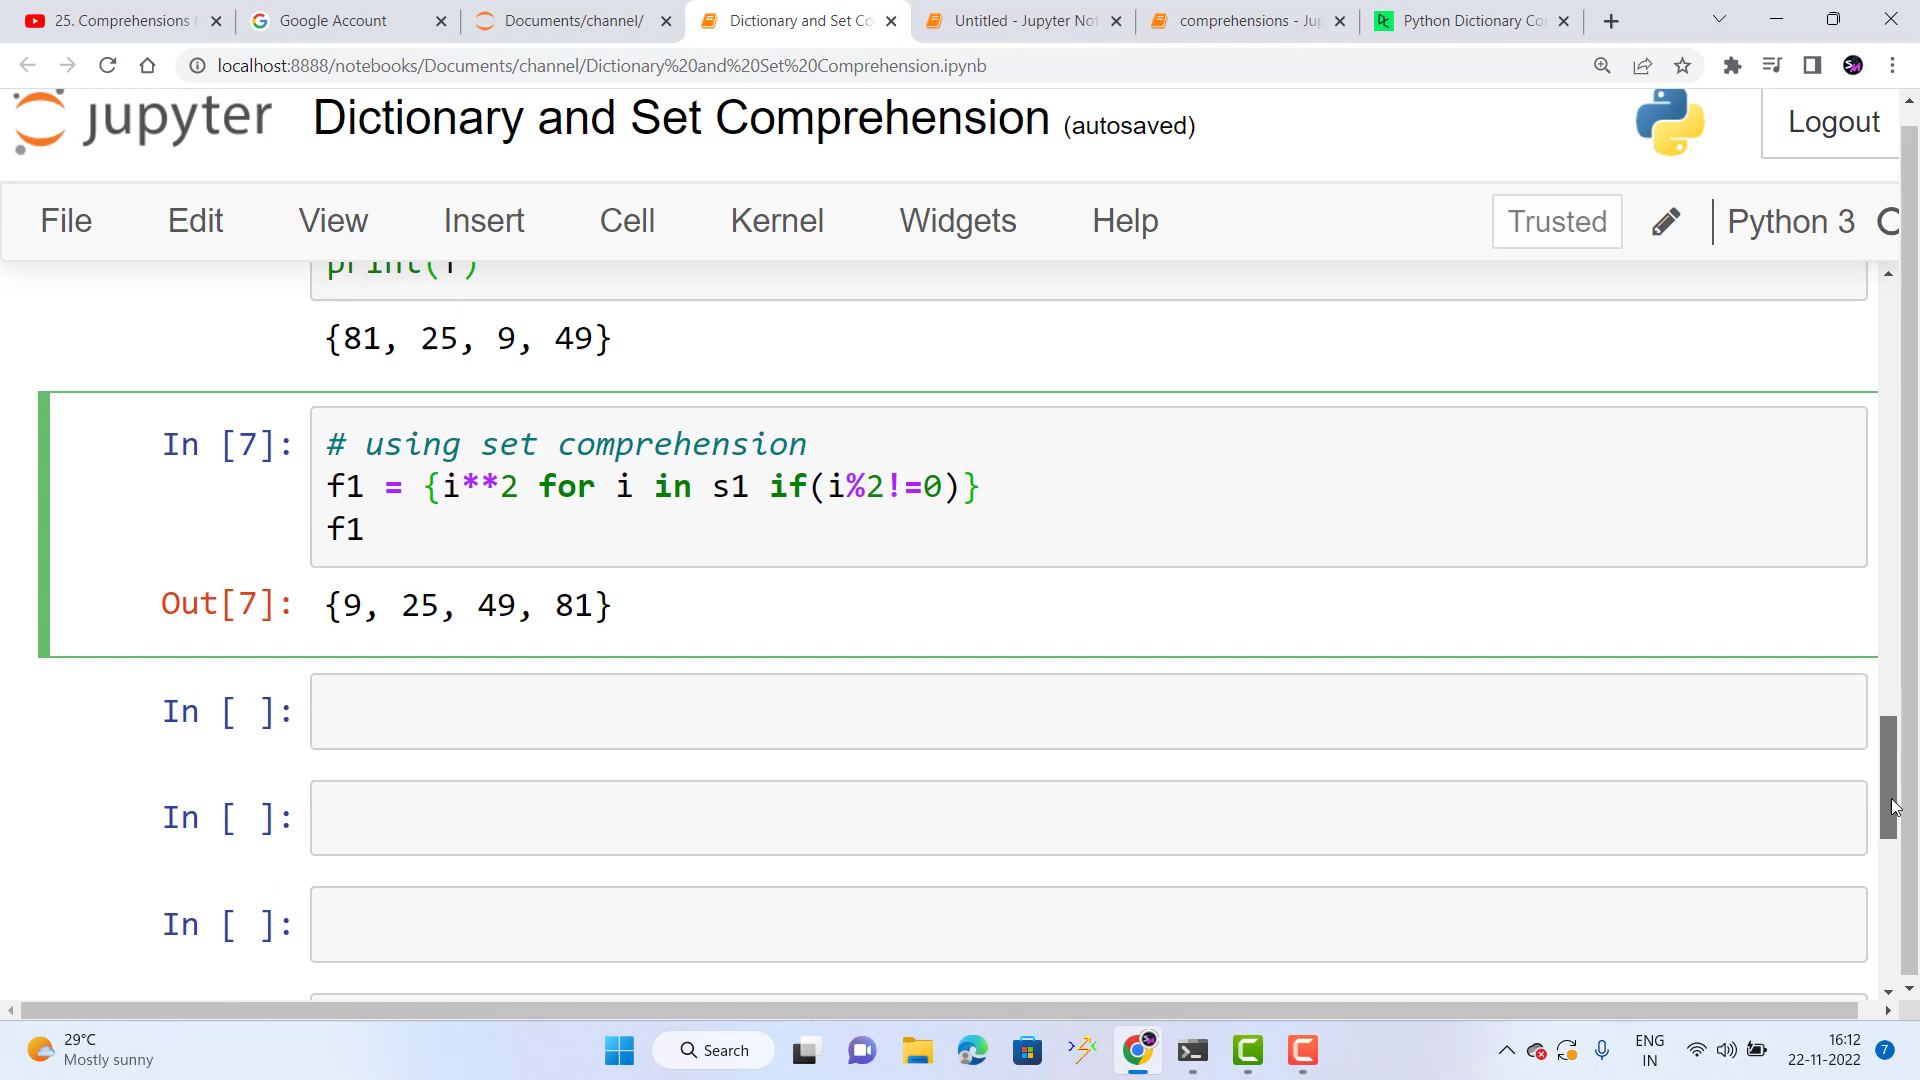 25. Comprehensions (
Google Account
Documents/channel/
Dictionary and Set Co
Untitled - Jupyter Not
comprehensions - Jup
Python Dictionary Co
localhost:8888/notebooks/Documents/channel/Dictionary%20and%20Set%20Comprehension.ipynb
jupyter Dictionary and Set Comprehension (autosaved)
Logout
File Edit View Insert Cell Kernel Widgets Help
Trusted
Python 3
print(f)
{81, 25, 9, 49}
In [7]:
# using set comprehension
f1 = {i**2 for i in s1 if(i%2!=0)}
f1
Out[7]: {9, 25, 49, 81}
In [ ]:
In [ ]:
In [ ]:
29°C
Mostly sunny
Search
ENG
IN
16:12
22-11-2022
7